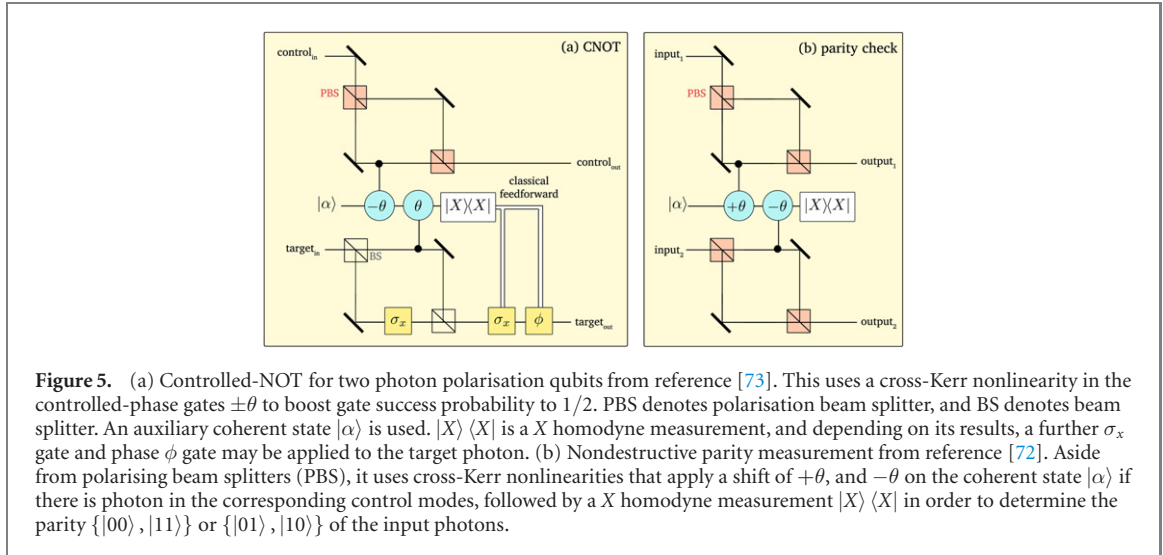 (a) CNOT
control_in
PBS
control_out
classical
feedforward
|α⟩ −θ θ |X⟩⟨X|
target_in
BS
σ_x σ_x ϕ target_out
(b) parity check
input_1
PBS
output_1
|α⟩ +θ −θ |X⟩⟨X|
input_2
output_2
Figure 5. (a) Controlled-NOT for two photon polarisation qubits from reference [73]. This uses a cross-Kerr nonlinearity in the
controlled-phase gates ±θ to boost gate success probability to 1/2. PBS denotes polarisation beam splitter, and BS denotes beam
splitter. An auxiliary coherent state |α⟩ is used. |X⟩ ⟨X| is a X homodyne measurement, and depending on its results, a further σ_x
gate and phase ϕ gate may be applied to the target photon. (b) Nondestructive parity measurement from reference [72]. Aside
from polarising beam splitters (PBS), it uses cross-Kerr nonlinearities that apply a shift of +θ, and −θ on the coherent state |α⟩ if
there is photon in the corresponding control modes, followed by a X homodyne measurement |X⟩ ⟨X| in order to determine the
parity {|00⟩ , |11⟩} or {|01⟩ , |10⟩} of the input photons.